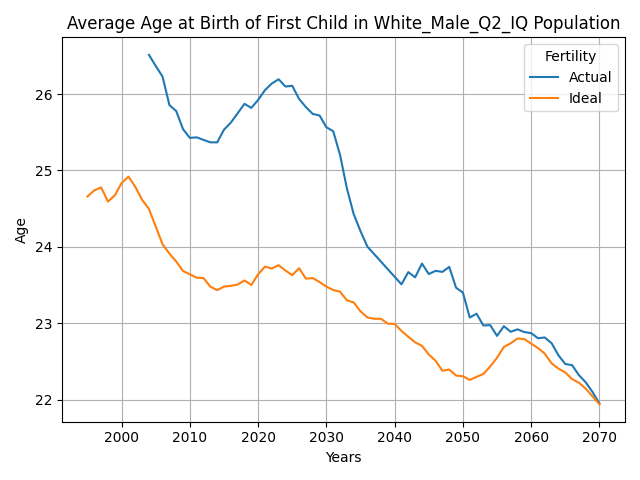 Average Age at Birth of First Child in White_Male_Q2_IQ Population
Fertility
Actual
Ideal
Age
26
25
24
23
22
2000
2010
2020
2030
2040
2050
2060
2070
Years